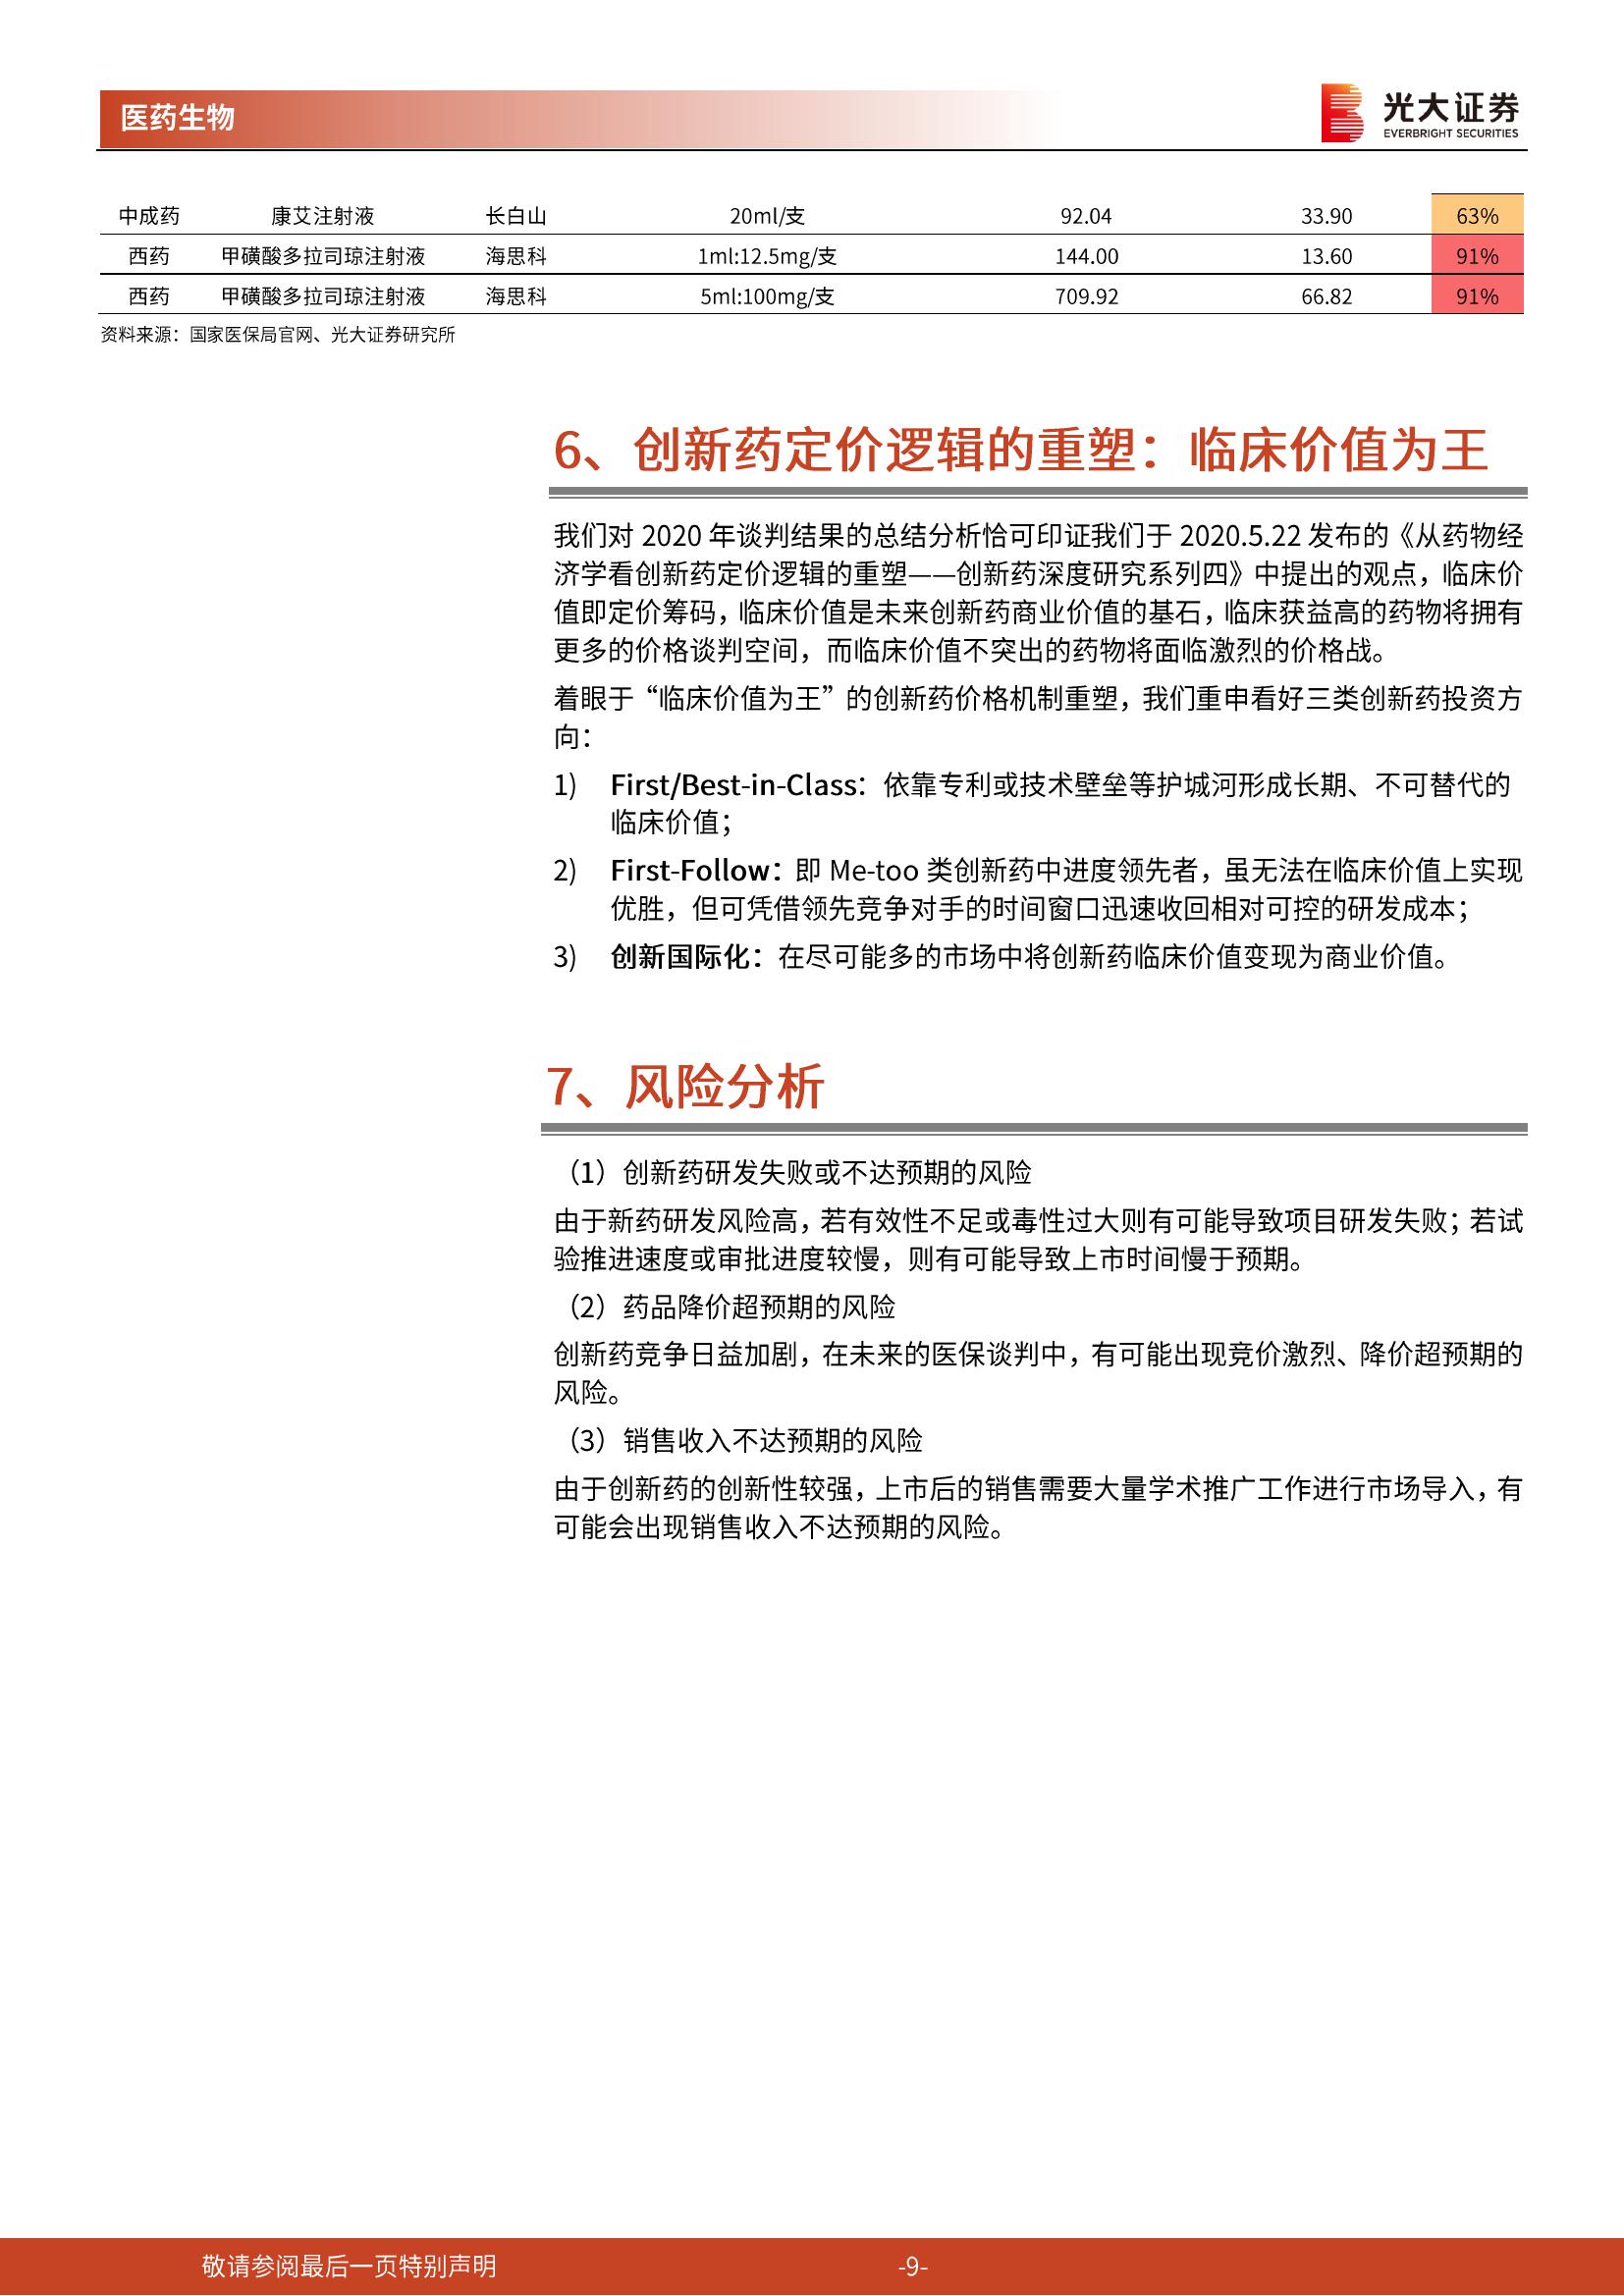 医药生物
光大证券
EVERBRIGHT SECURITIES
中成药 康艾注射液 长白山 20ml/支 92.04 33.90 63%
西药 甲磺酸多拉司琼注射液 海思科 1ml:12.5mg/支 144.00 13.60 91%
西药 甲磺酸多拉司琼注射液 海思科 5ml:100mg/支 709.92 66.82 91%
资料来源：国家医保局官网、光大证券研究所
6、创新药定价逻辑的重塑：临床价值为王
我们对 2020 年谈判结果的总结分析恰可印证我们于 2020.5.22 发布的《从药物经
济学看创新药定价逻辑的重塑——创新药深度研究系列四》中提出的观点，临床价
值即定价筹码，临床价值是未来创新药商业价值的基石，临床获益高的药物将拥有
更多的价格谈判空间，而临床价值不突出的药物将面临激烈的价格战。
着眼于“临床价值为王”的创新药价格机制重塑，我们重申看好三类创新药投资方
向：
1) First/Best-in-Class：依靠专利或技术壁垒等护城河形成长期、不可替代的
临床价值；
2) First-Follow：即 Me-too 类创新药中进度领先者，虽无法在临床价值上实现
优胜，但可凭借领先竞争对手的时间窗口迅速收回相对可控的研发成本；
3) 创新国际化：在尽可能多的市场中将创新药临床价值变现为商业价值。
7、风险分析
（1）创新药研发失败或不达预期的风险
由于新药研发风险高，若有效性不足或毒性过大则有可能导致项目研发失败；若试
验推进速度或审批进度较慢，则有可能导致上市时间慢于预期。
（2）药品降价超预期的风险
创新药竞争日益加剧，在未来的医保谈判中，有可能出现竞价激烈、降价超预期的
风险。
（3）销售收入不达预期的风险
由于创新药的创新性较强，上市后的销售需要大量学术推广工作进行市场导入，有
可能会出现销售收入不达预期的风险。
敬请参阅最后一页特别声明 -9-